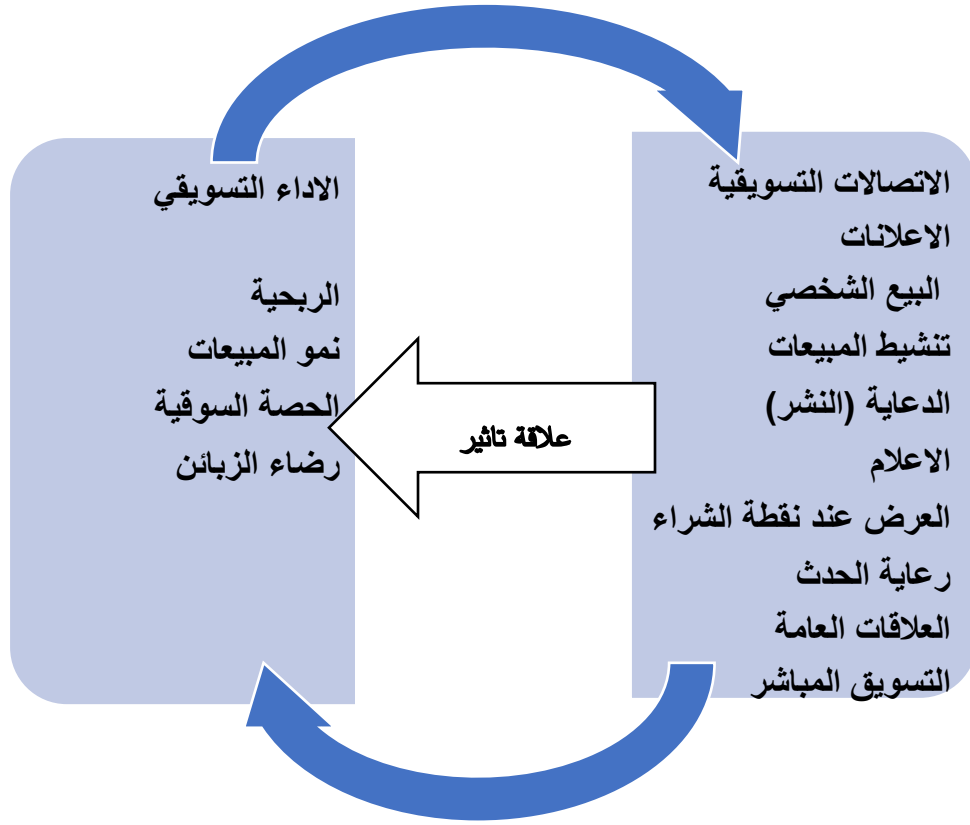 الاتصالات التسويقية
الاعلانات
البيع الشخصي
تنشيط المبيعات
الدعاية (النشر)
الاعلام
العرض عند نقطة الشراء
رعاية الحدث
العلاقات العامة
التسويق المباشر
علاقة تاثير
الاداء التسويقي
الربحية
نمو المبيعات
الحصة السوقية
رضاء الزبائن